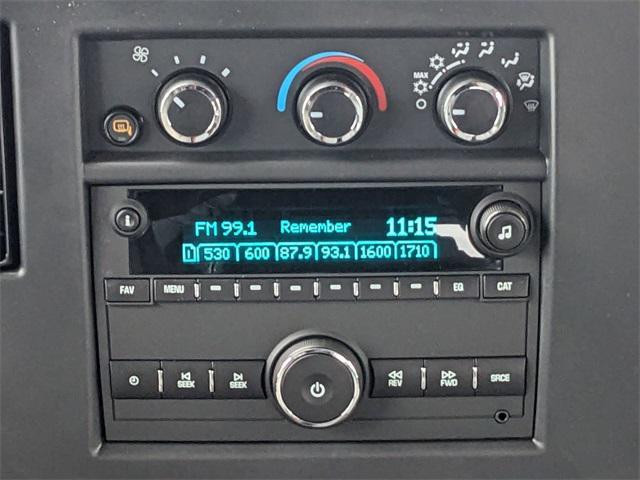 MAX
FM 99.1 Remember 11:15
1 530 600 87.9 93.1 1600 1710
i
FAV MENU EQ CAT
SEEK SEEK REV FWD SRCE